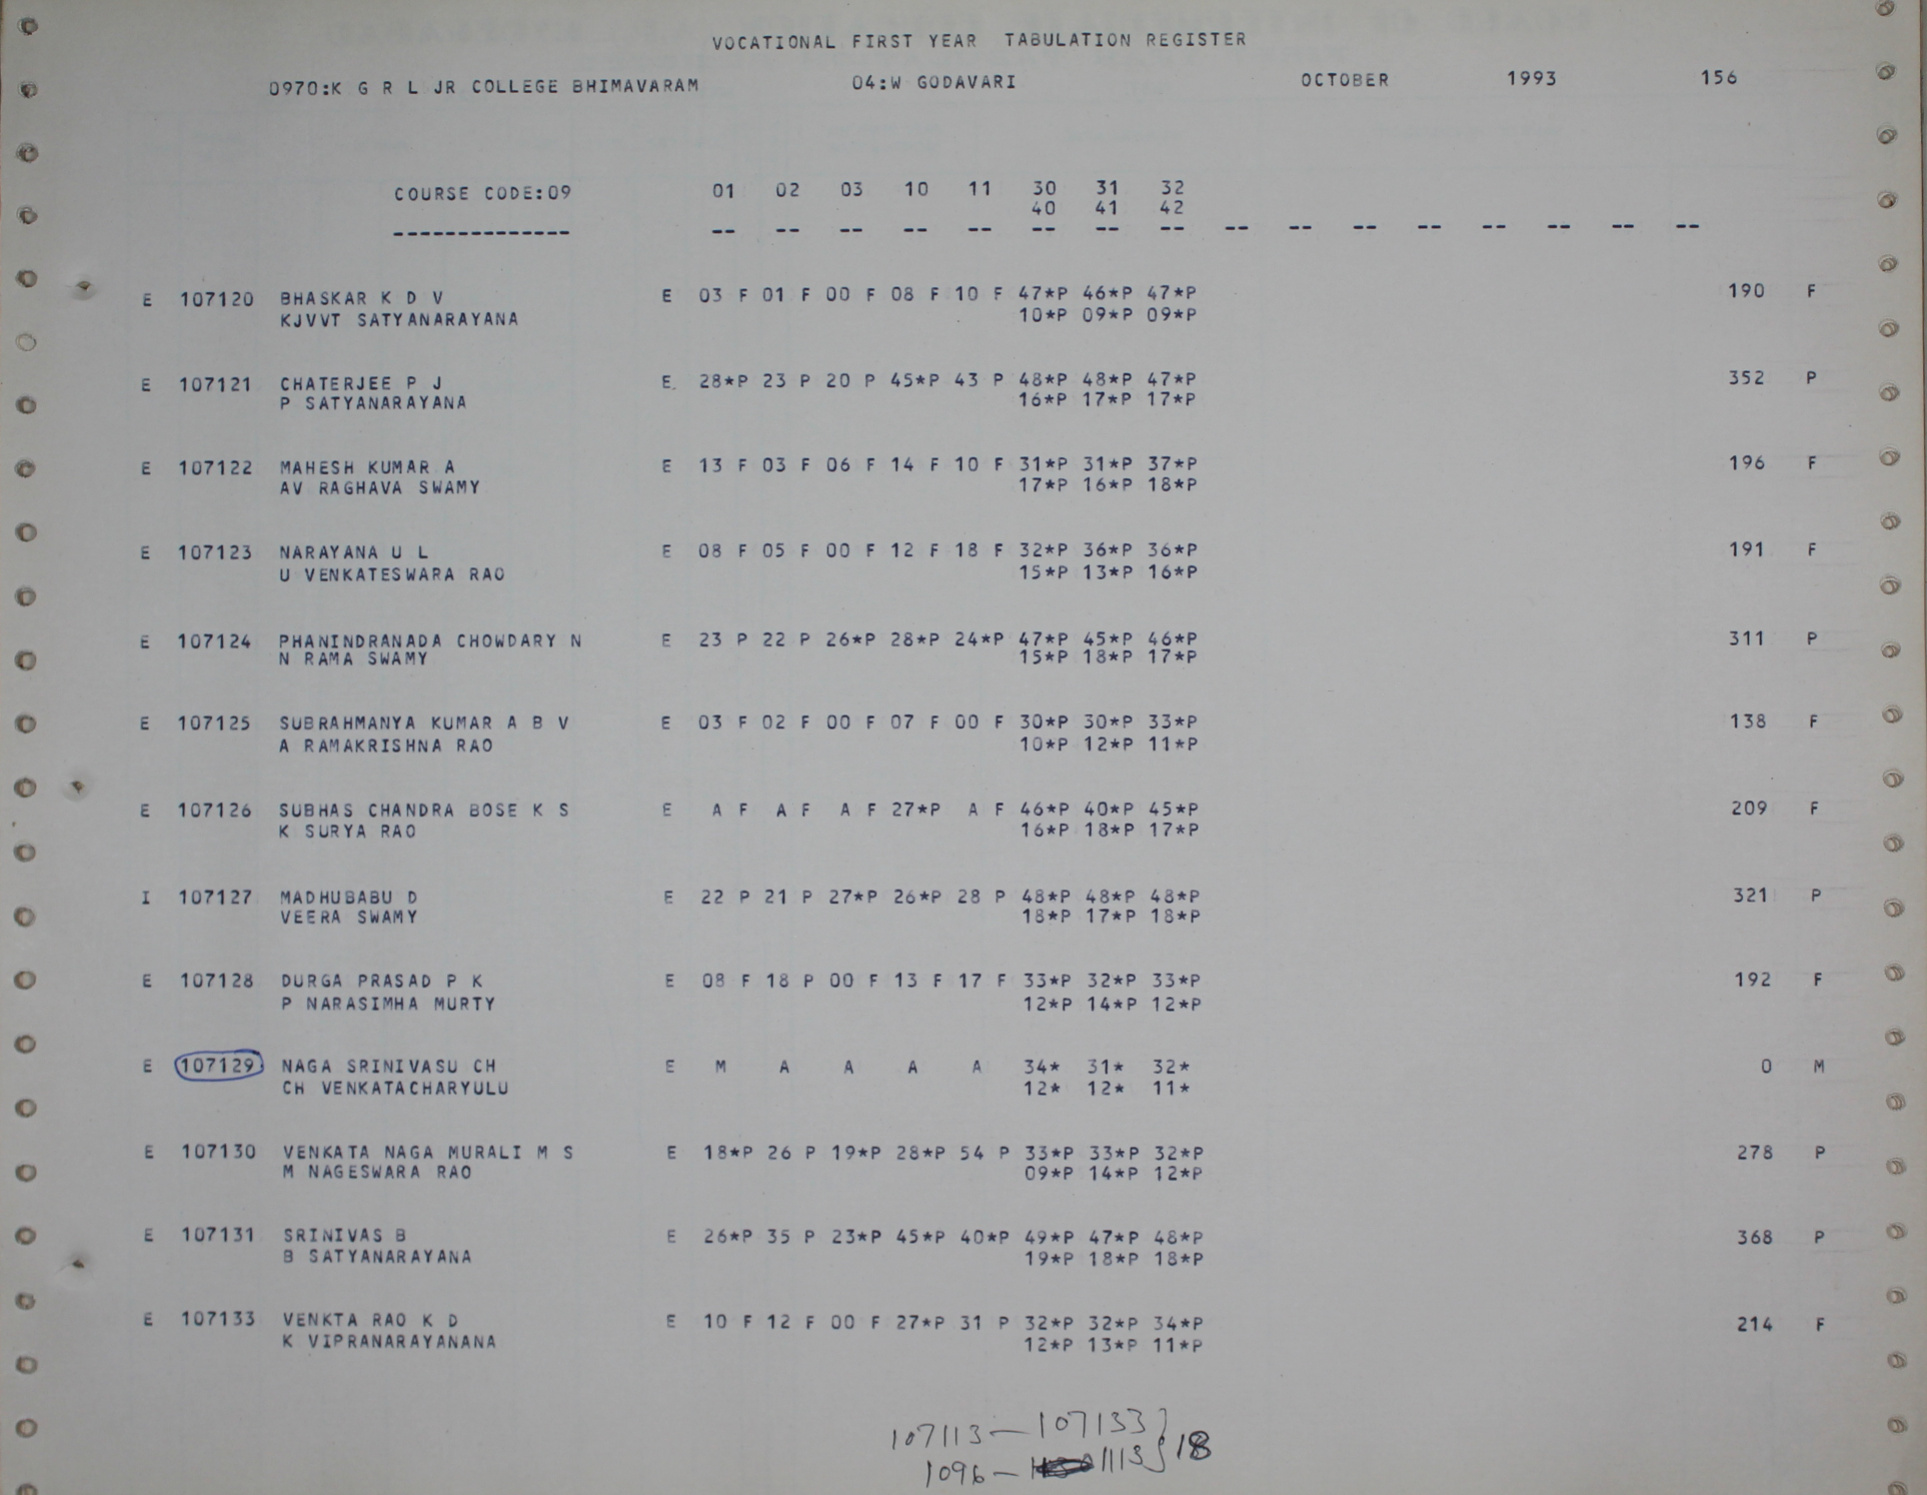 VOCATIONAL FIRST YEAR TABULATION REGISTER
0970:K G R L JR COLLEGE BHIMAVARAM 04:W GODAVARI OCTOBER 1993 156
COURSE CODE:09 01 02 03 10 11 30 31 32
40 41 42
-------------- -- -- -- -- -- -- -- -- -- -- -- -- -- -- -- --
E 107120 BHASKAR K D V E 03 F 01 F 00 F 08 F 10 F 47*P 46*P 47*P 190 F
KJVVT SATYANARAYANA 10*P 09*P 09*P
E 107121 CHATERJEE P J E 28*P 23 P 20 P 45*P 43 P 48*P 48*P 47*P 352 P
P SATYANARAYANA 16*P 17*P 17*P
E 107122 MAHESH KUMAR A E 13 F 03 F 06 F 14 F 10 F 31*P 31*P 37*P 196 F
AV RAGHAVA SWAMY 17*P 16*P 18*P
E 107123 NARAYANA U L E 08 F 05 F 00 F 12 F 18 F 32*P 36*P 36*P 191 F
U VENKATESWARA RAO 15*P 13*P 16*P
E 107124 PHANINDRANADA CHOWDARY N E 23 P 22 P 26*P 28*P 24*P 47*P 45*P 46*P 311 P
N RAMA SWAMY 15*P 18*P 17*P
E 107125 SUBRAHMANYA KUMAR A B V E 03 F 02 F 00 F 07 F 00 F 30*P 30*P 33*P 138 F
A RAMAKRISHNA RAO 10*P 12*P 11*P
E 107126 SUBHAS CHANDRA BOSE K S E A F A F A F 27*P A F 46*P 40*P 45*P 209 F
K SURYA RAO 16*P 18*P 17*P
I 107127 MADHUBABU D E 22 P 21 P 27*P 26*P 28 P 48*P 48*P 48*P 321 P
VEERA SWAMY 18*P 17*P 18*P
E 107128 DURGA PRASAD P K E 08 F 18 P 00 F 13 F 17 F 33*P 32*P 33*P 192 F
P NARASIMHA MURTY 12*P 14*P 12*P
E 107129 NAGA SRINIVASU CH E M A A A A 34* 31* 32* 0 M
CH VENKATACHARYULU 12* 12* 11*
E 107130 VENKATA NAGA MURALI M S E 18*P 26 P 19*P 28*P 54 P 33*P 33*P 32*P 278 P
M NAGESWARA RAO 09*P 14*P 12*P
E 107131 SRINIVAS B E 26*P 35 P 23*P 45*P 40*P 49*P 47*P 48*P 368 P
B SATYANARAYANA 19*P 18*P 18*P
E 107133 VENKTA RAO K D E 10 F 12 F 00 F 27*P 31 P 32*P 32*P 34*P 214 F
K VIPRANARAYANANA 12*P 13*P 11*P
107113 — 107133 } 18
1096 — 1113